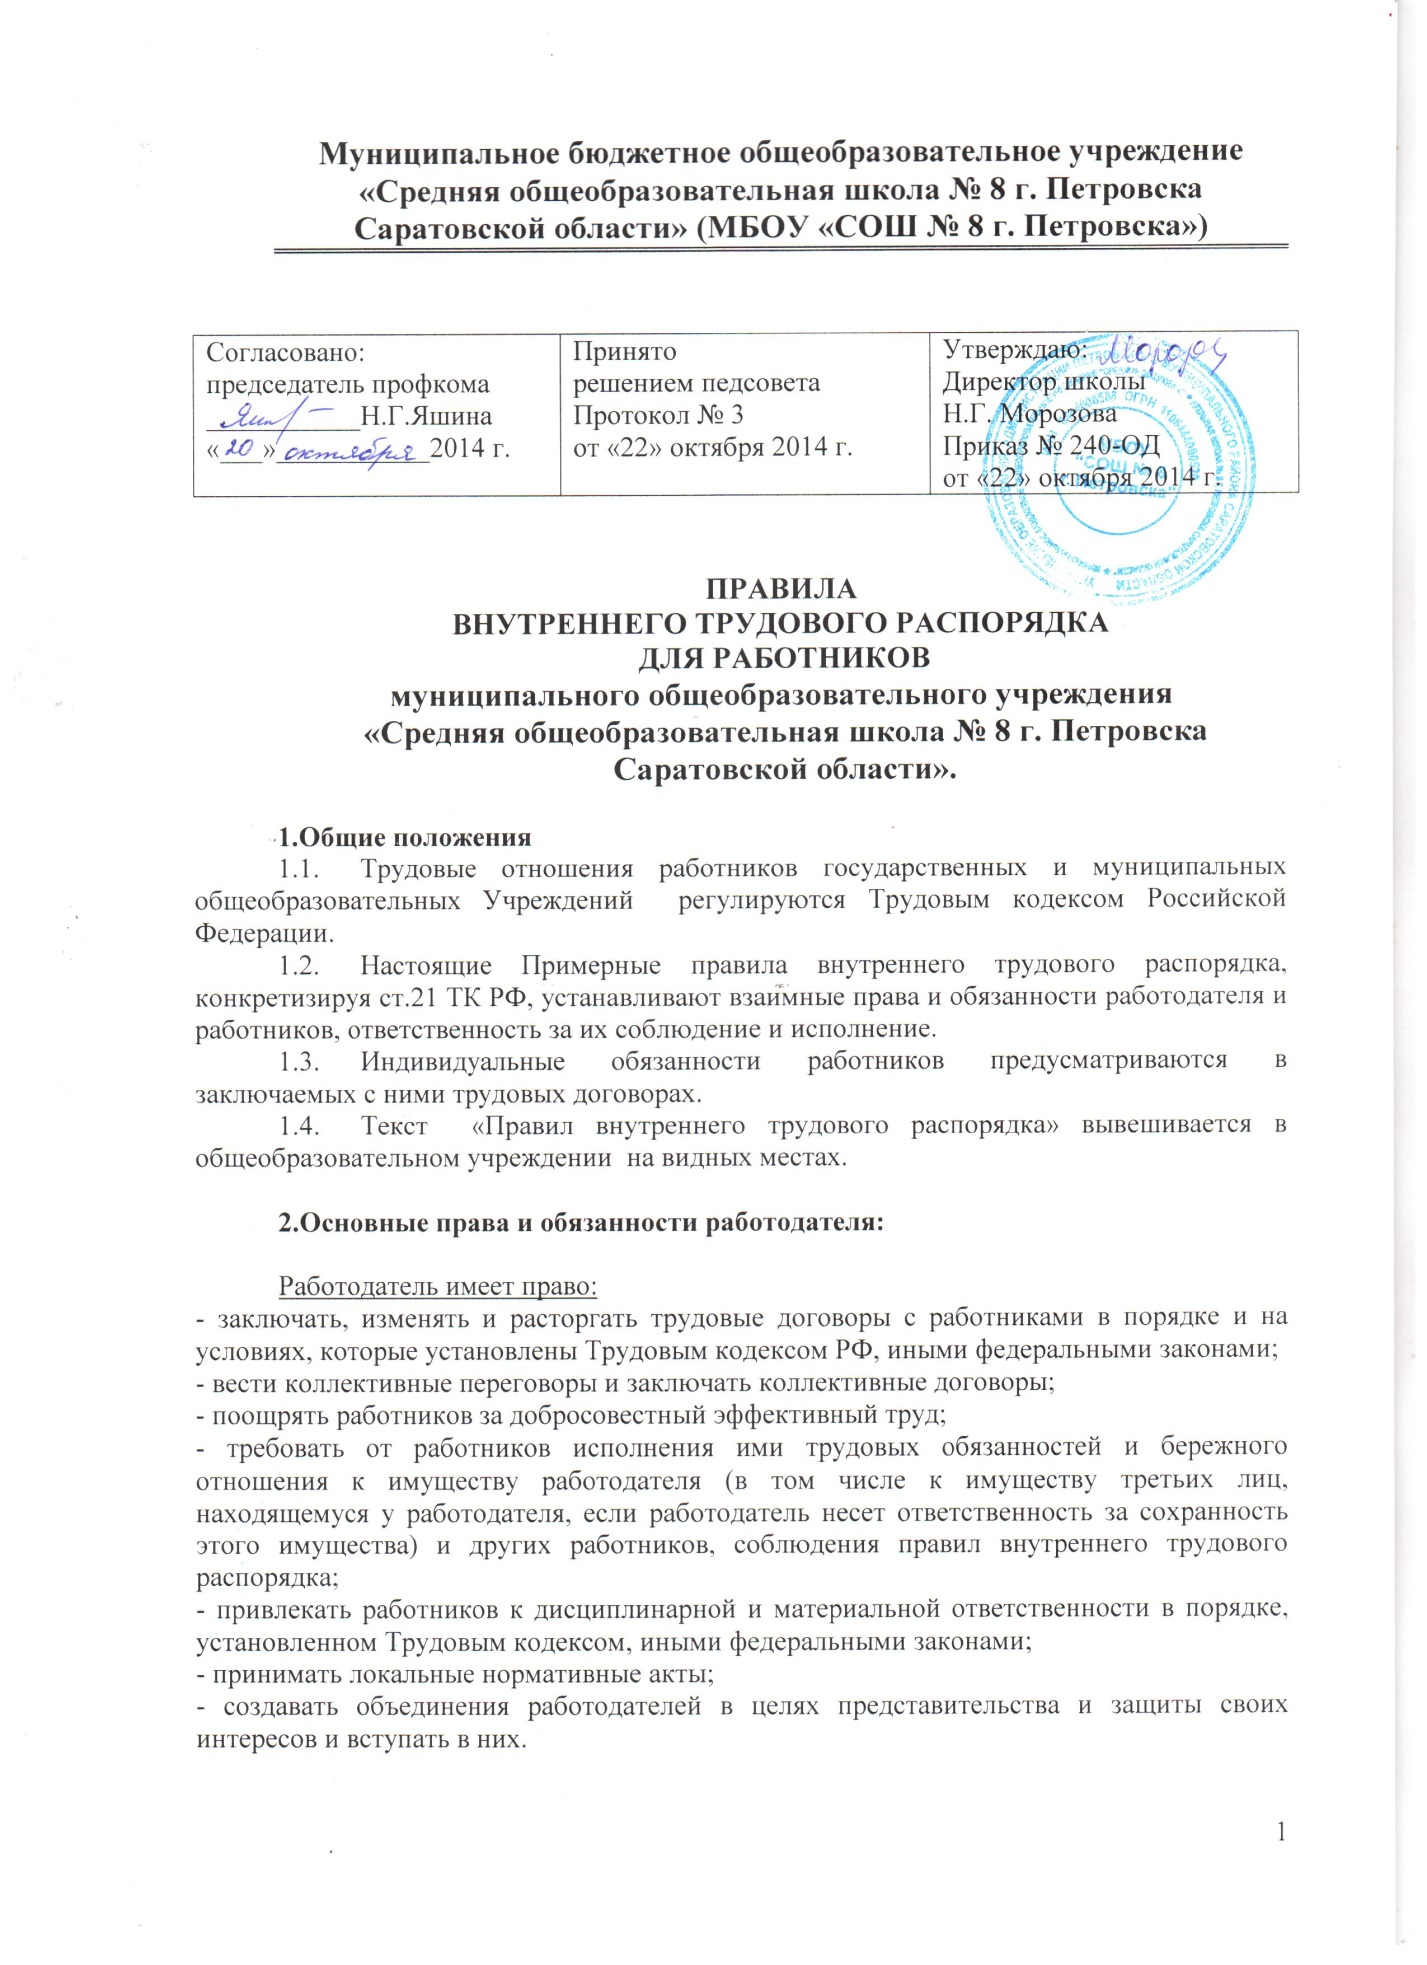 Муниципальное бюджетное общеобразовательное учреждение
«Средняя общеобразовательная школа № 8 г. Петровска
Саратовской области» (МБОУ «СОШ № 8 г. Петровска»)
Согласовано:
председатель профкома
___________Н.Г.Яшина
«20»октября 2014 г.
Принято
решением педсовета
Протокол № 3
от «22» октября 2014 г.
Утверждаю:
Директор школы
Н.Г. Морозова
Приказ № 240-ОД
от «22» октября 2014 г.
ПРАВИЛА
ВНУТРЕННЕГО ТРУДОВОГО РАСПОРЯДКА
ДЛЯ РАБОТНИКОВ
муниципального общеобразовательного учреждения
«Средняя общеобразовательная школа № 8 г. Петровска
Саратовской области».
1.Общие положения
1.1. Трудовые отношения работников государственных и муниципальных
общеобразовательных Учреждений регулируются Трудовым кодексом Российской
Федерации.
1.2. Настоящие Примерные правила внутреннего трудового распорядка,
конкретизируя ст.21 ТК РФ, устанавливают взаимные права и обязанности работодателя и
работников, ответственность за их соблюдение и исполнение.
1.3. Индивидуальные обязанности работников предусматриваются в
заключаемых с ними трудовых договорах.
1.4. Текст «Правил внутреннего трудового распорядка» вывешивается в
общеобразовательном учреждении на видных местах.
2.Основные права и обязанности работодателя:
Работодатель имеет право:
- заключать, изменять и расторгать трудовые договоры с работниками в порядке и на
условиях, которые установлены Трудовым кодексом РФ, иными федеральными законами;
- вести коллективные переговоры и заключать коллективные договоры;
- поощрять работников за добросовестный эффективный труд;
- требовать от работников исполнения ими трудовых обязанностей и бережного
отношения к имуществу работодателя (в том числе к имуществу третьих лиц,
находящемуся у работодателя, если работодатель несет ответственность за сохранность
этого имущества) и других работников, соблюдения правил внутреннего трудового
распорядка;
- привлекать работников к дисциплинарной и материальной ответственности в порядке,
установленном Трудовым кодексом, иными федеральными законами;
- принимать локальные нормативные акты;
- создавать объединения работодателей в целях представительства и защиты своих
интересов и вступать в них.
1